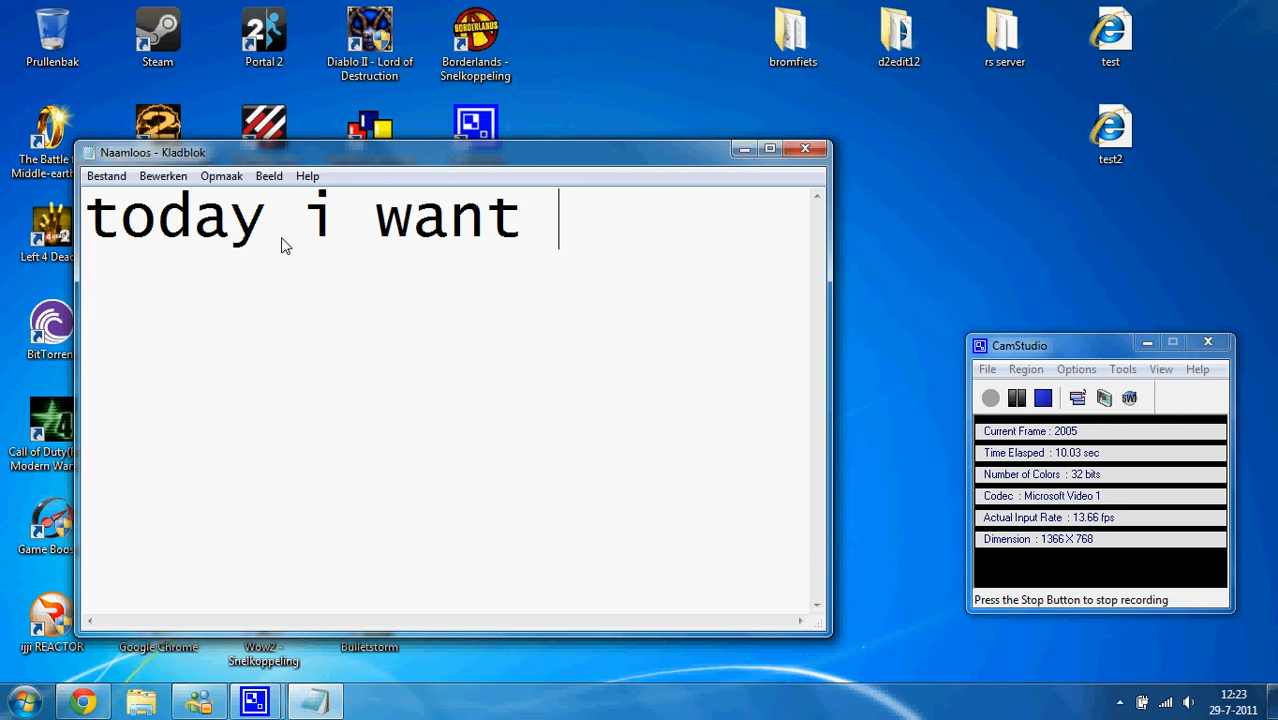 Prullenbak
Steam
Portal 2
Diablo II - Lord of
Destruction
Borderlands -
Snelkoppeling
bromfiets
d2edit12
rs server
test
The Battle f
Middle-earth
test2
Left 4 Dea
BitTorren
Call of Duty(
Modern War
Game Boos
ijji REACTOR
Google Chrome
Wow2 -
Snelkoppeling
Bulletstorm
Naamloos - Kladblok
Bestand Bewerken Opmaak Beeld Help
today i want
CamStudio
File Region Options Tools View Help
Current Frame : 2005
Time Elasped : 10.03 sec
Number of Colors : 32 bits
Codec : Microsoft Video 1
Actual Input Rate : 13.66 fps
Dimension : 1366 X 768
Press the Stop Button to stop recording
12:23
29-7-2011